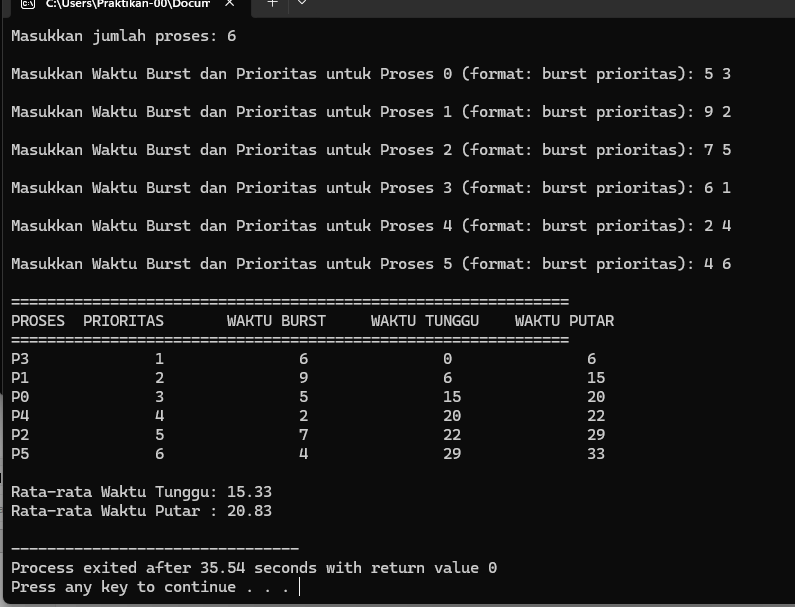 C:\Users\Praktikan-00\Docum
Masukkan jumlah proses: 6
Masukkan Waktu Burst dan Prioritas untuk Proses 0 (format: burst prioritas): 5 3
Masukkan Waktu Burst dan Prioritas untuk Proses 1 (format: burst prioritas): 9 2
Masukkan Waktu Burst dan Prioritas untuk Proses 2 (format: burst prioritas): 7 5
Masukkan Waktu Burst dan Prioritas untuk Proses 3 (format: burst prioritas): 6 1
Masukkan Waktu Burst dan Prioritas untuk Proses 4 (format: burst prioritas): 2 4
Masukkan Waktu Burst dan Prioritas untuk Proses 5 (format: burst prioritas): 4 6
==============================================================
PROSES  PRIORITAS       WAKTU BURST     WAKTU TUNGGU    WAKTU PUTAR
==============================================================
P3              1               6               0               6
P1              2               9               6               15
P0              3               5               15              20
P4              4               2               20              22
P2              5               7               22              29
P5              6               4               29              33
Rata-rata Waktu Tunggu: 15.33
Rata-rata Waktu Putar : 20.83
--------------------------------
Process exited after 35.54 seconds with return value 0
Press any key to continue . . .